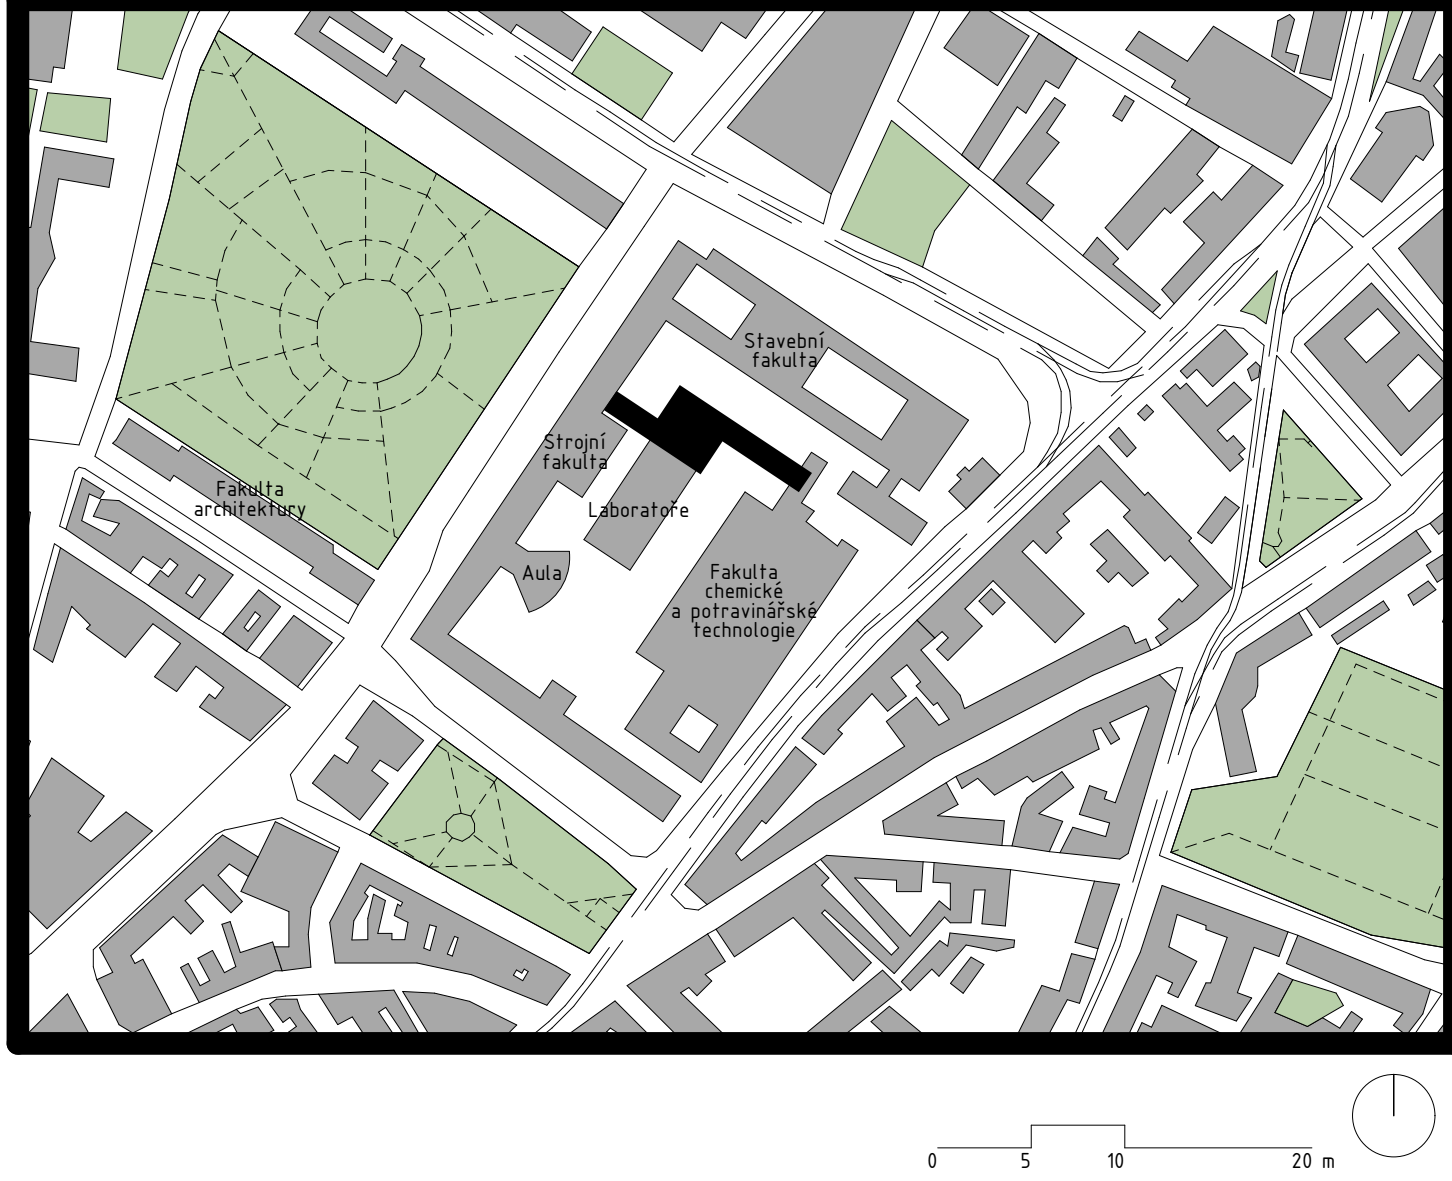 Stavební
fakulta
Strojní
fakulta
Fakulta
architektury
Laboratoře
Aula
Fakulta
chemické
a potravinářské
technologie
0 5 10 20 m